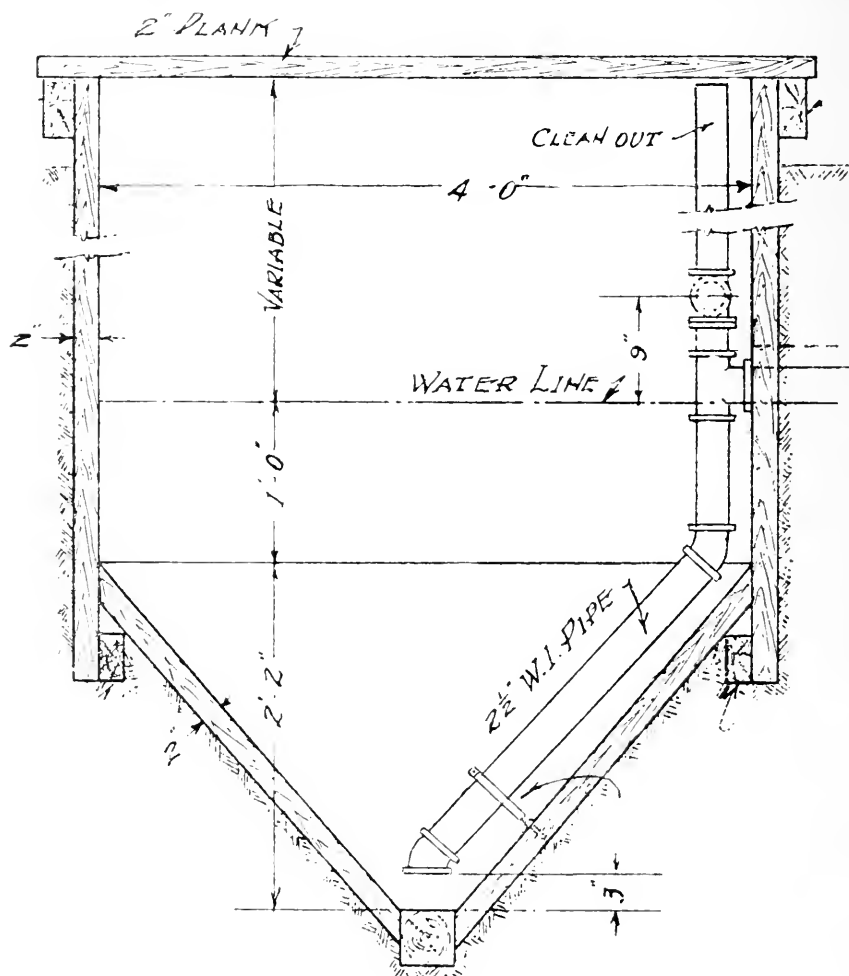 2" PLANK
CLEAN OUT
4'-0"
VARIABLE
2"
9"
WATER LINE
1'-0"
2'-2"
2½" W.I. PIPE
2"
3"